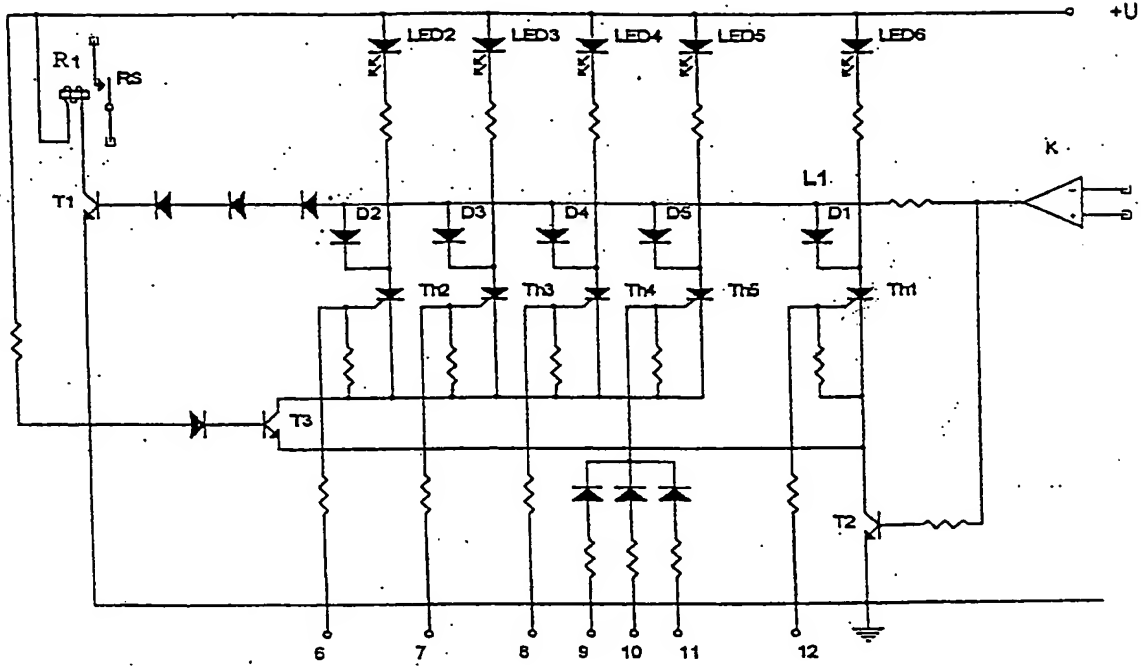 +U
LED2 LED3 LED4 LED5 LED6
R1 RS
K
L1
T1
D2 D3 D4 D5 D1
Th2 Th3 Th4 Th5 Th1
T3
T2
6 7 8 9 10 11 12